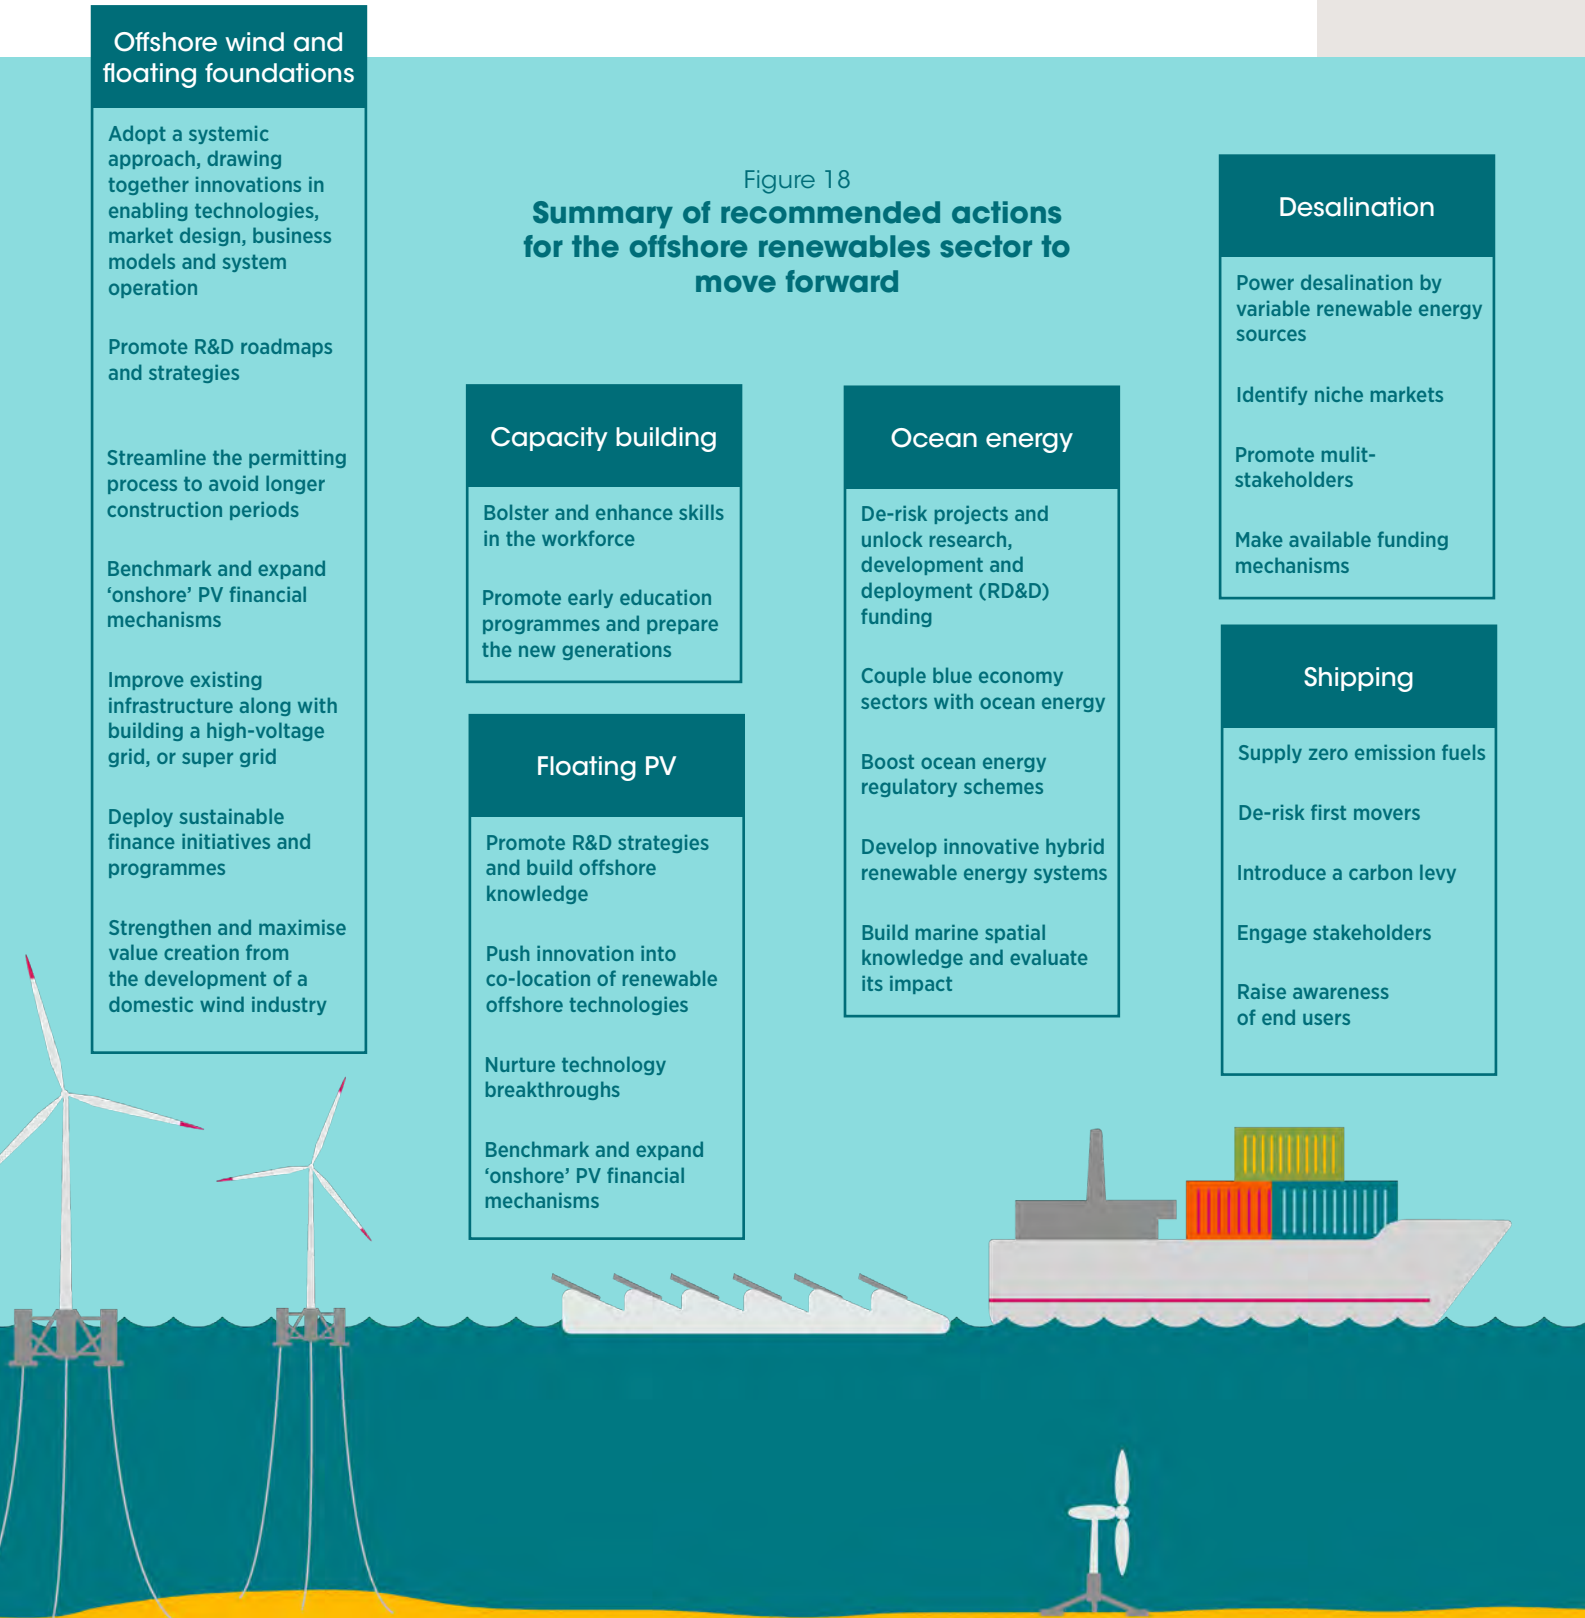 Offshore wind and
floating foundations
Adopt a systemic
approach, drawing
together innovations in
enabling technologies,
market design, business
models and system
operation
Promote R&D roadmaps
and strategies
Streamline the permitting
process to avoid longer
construction periods
Benchmark and expand
‘onshore’ PV financial
mechanisms
Improve existing
infrastructure along with
building a high-voltage
grid, or super grid
Deploy sustainable
finance initiatives and
programmes
Strengthen and maximise
value creation from
the development of a
domestic wind industry
Figure 18
Summary of recommended actions
for the offshore renewables sector to
move forward
Capacity building
Bolster and enhance skills
in the workforce
Promote early education
programmes and prepare
the new generations
Floating PV
Promote R&D strategies
and build offshore
knowledge
Push innovation into
co-location of renewable
offshore technologies
Nurture technology
breakthroughs
Benchmark and expand
‘onshore’ PV financial
mechanisms
Ocean energy
De-risk projects and
unlock research,
development and
deployment (RD&D)
funding
Couple blue economy
sectors with ocean energy
Boost ocean energy
regulatory schemes
Develop innovative hybrid
renewable energy systems
Build marine spatial
knowledge and evaluate
its impact
Desalination
Power desalination by
variable renewable energy
sources
Identify niche markets
Promote mulit-
stakeholders
Make available funding
mechanisms
Shipping
Supply zero emission fuels
De-risk first movers
Introduce a carbon levy
Engage stakeholders
Raise awareness
of end users